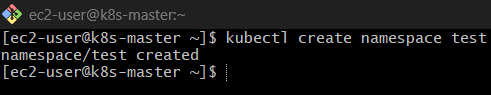 ec2-user@k8s-master:~
[ec2-user@k8s-master ~]$ kubectl create namespace test
namespace/test created
[ec2-user@k8s-master ~]$